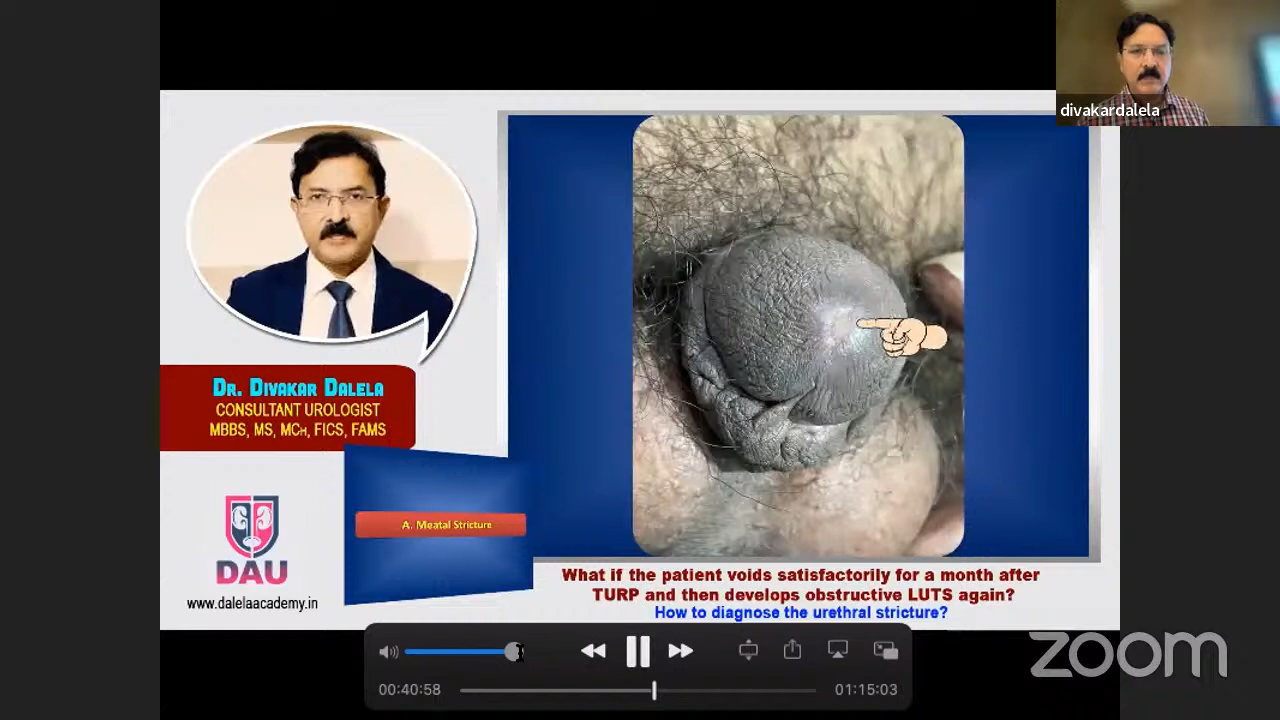 divakardalela
DR. DIVAKAR DALELA
CONSULTANT UROLOGIST
MBBS, MS, MCH, FICS, FAMS
A. Meatal Stricture
DAU
www.dalelaacademy.in
What if the patient voids satisfactorily for a month after
TURP and then develops obstructive LUTS again?
How to diagnose the urethral stricture?
zoom
00:40:58
01:15:03